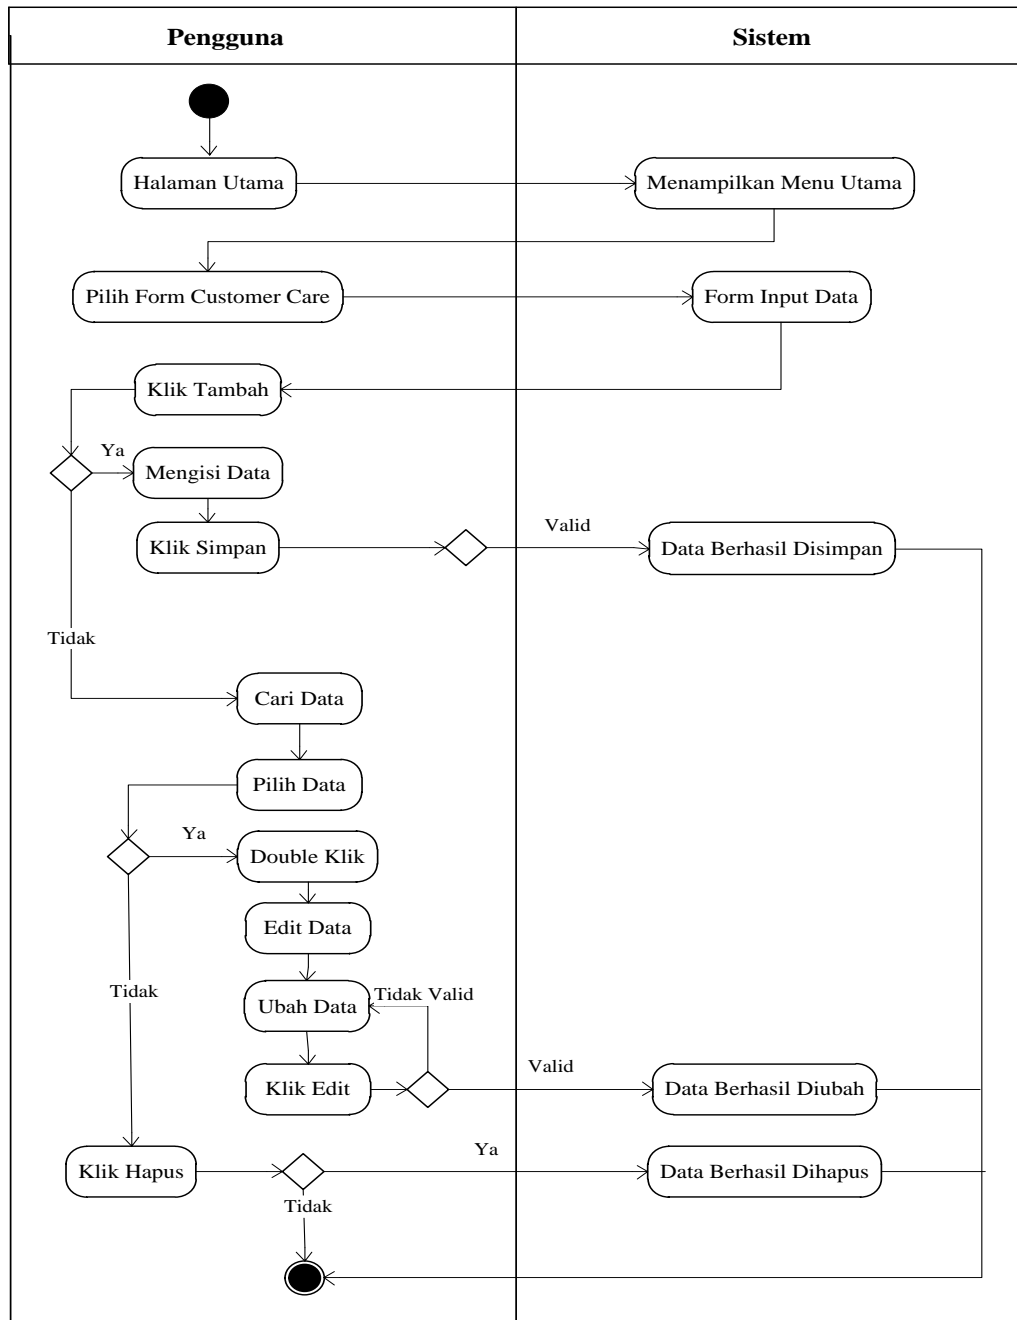 Pengguna
Sistem
Halaman Utama
Menampilkan Menu Utama
Pilih Form Customer Care
Form Input Data
Klik Tambah
Ya
Mengisi Data
Klik Simpan
Valid
Data Berhasil Disimpan
Tidak
Cari Data
Pilih Data
Ya
Double Klik
Edit Data
Tidak
Ubah Data
Tidak Valid
Klik Edit
Valid
Data Berhasil Diubah
Klik Hapus
Ya
Data Berhasil Dihapus
Tidak